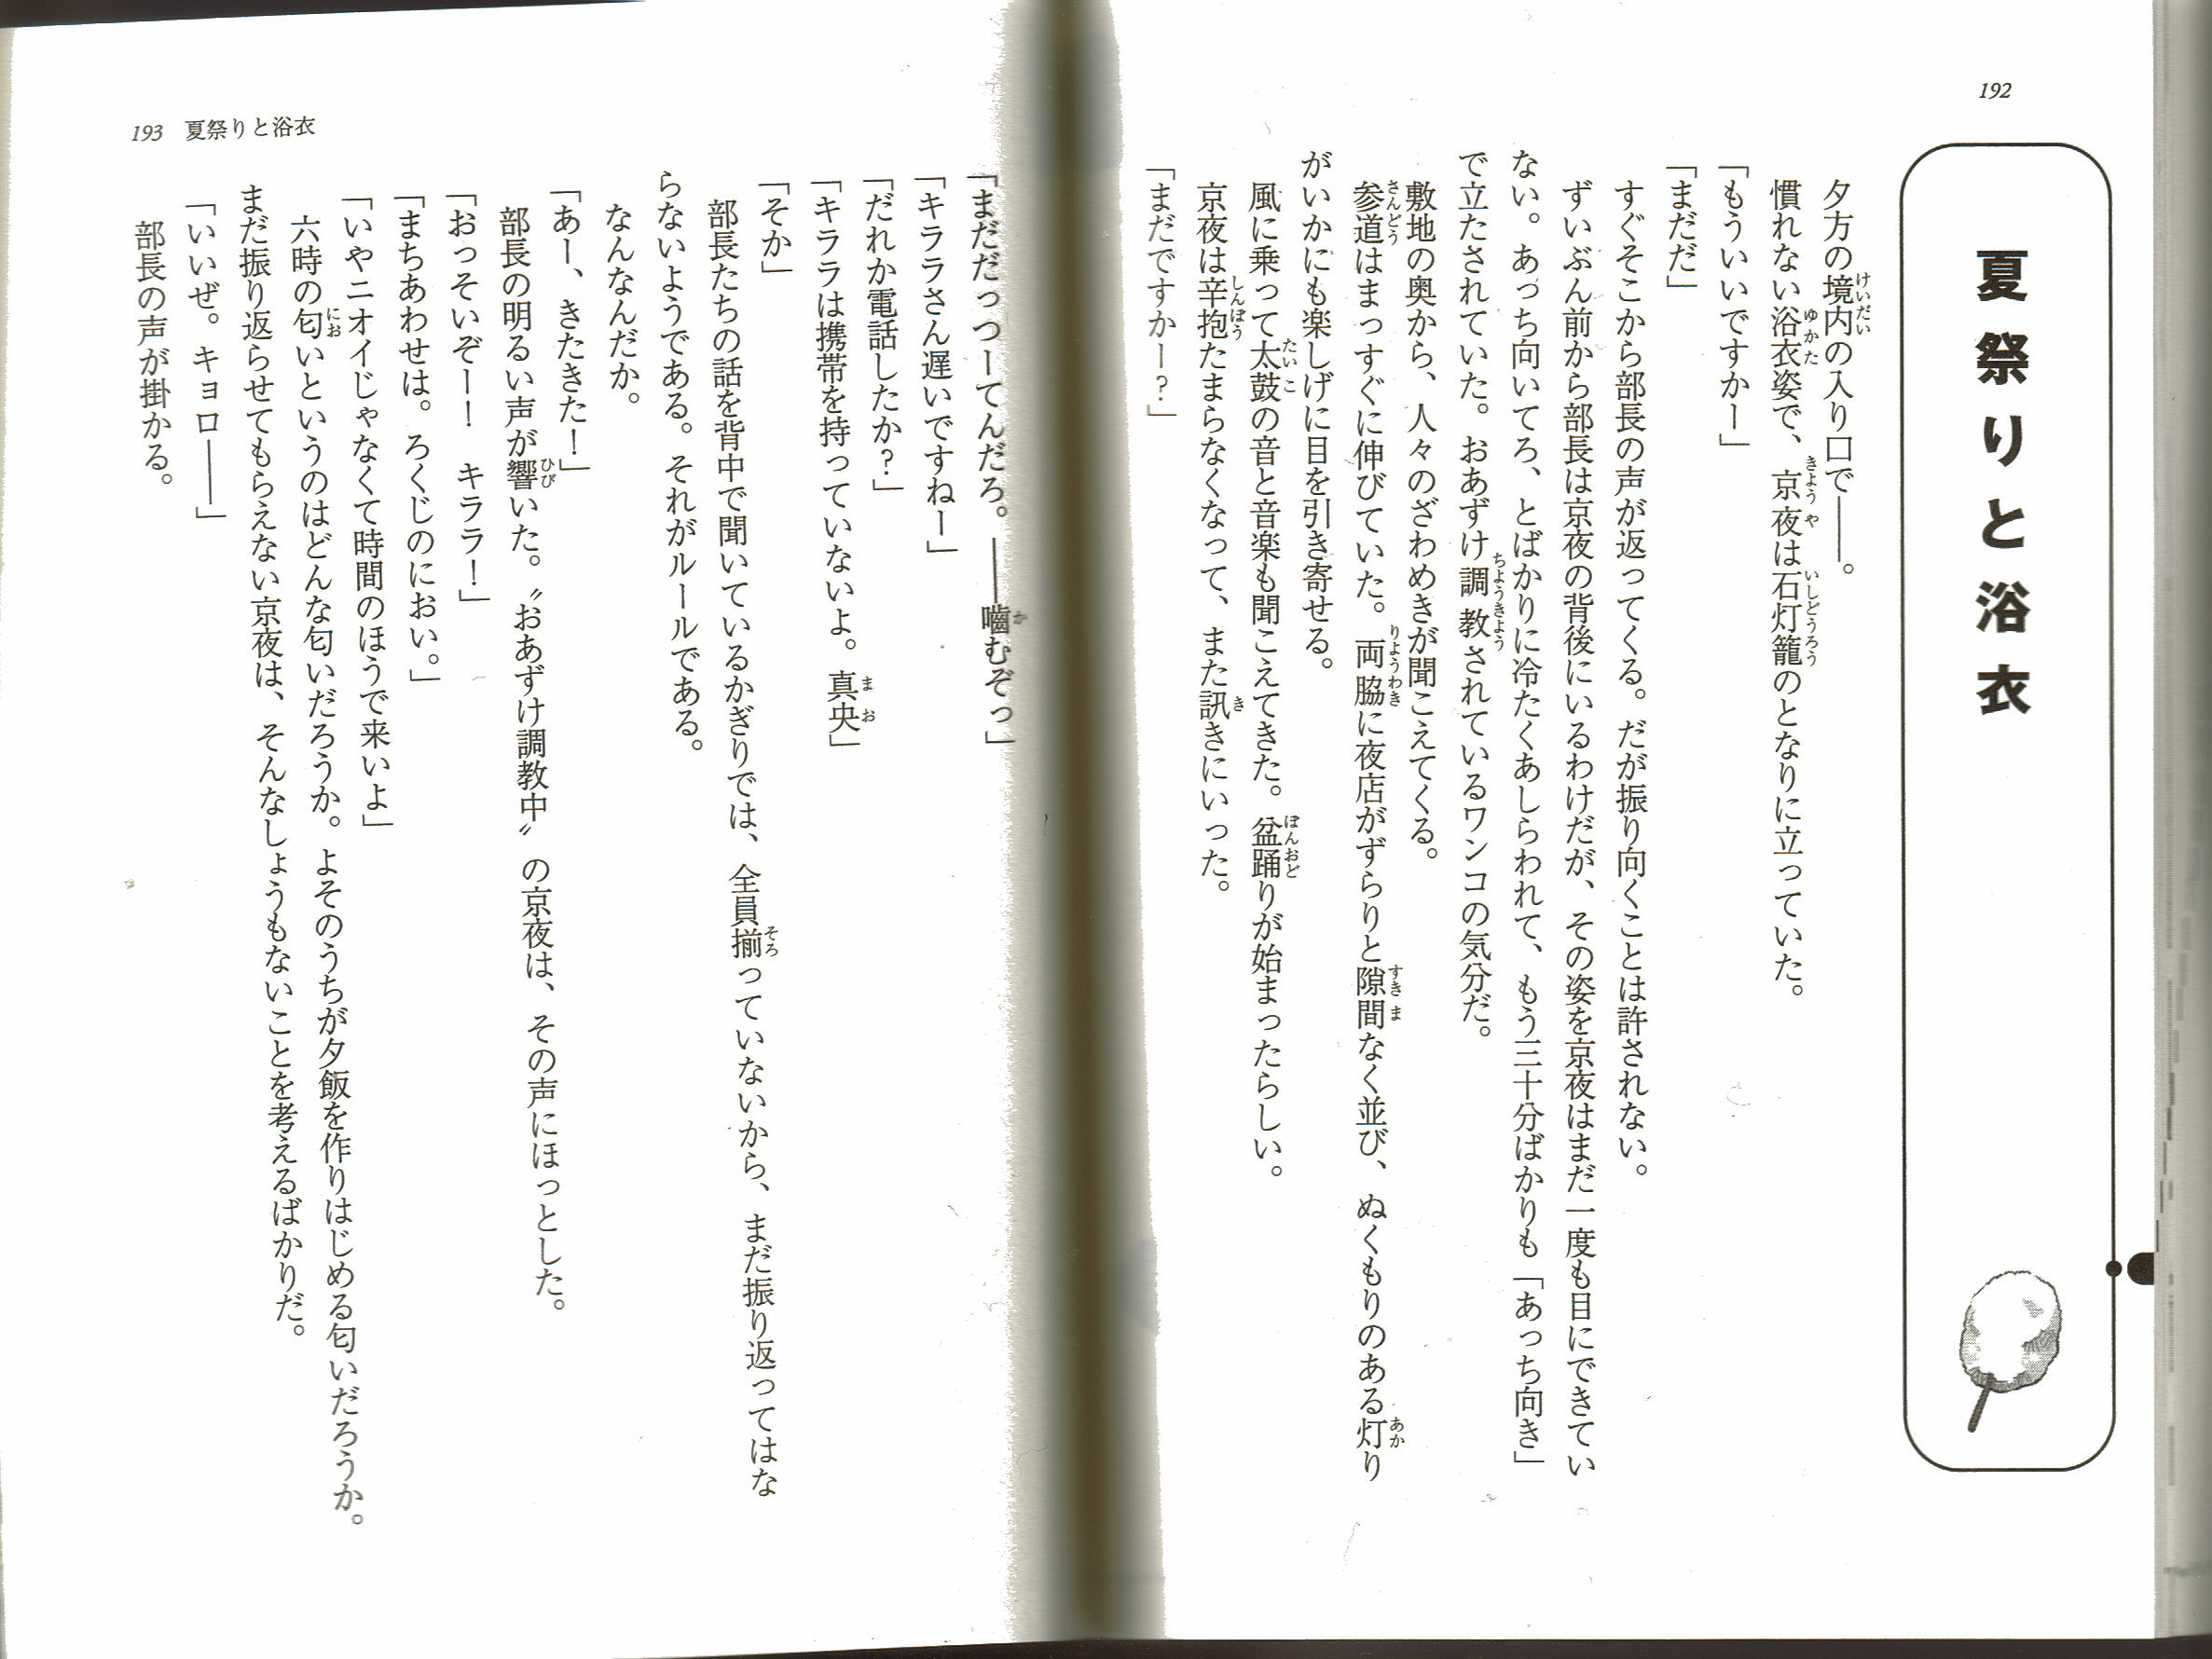 192
夏祭りと浴衣
夕方の境内の入り口で――。
慣れない浴衣姿で、京夜は石灯籠のとなりに立っていた。
「もういいですかー」
「まだだ」
すぐそこから部長の声が返ってくる。だが振り向くことは許されない。
ずいぶん前から部長は京夜の背後にいるわけだが、その姿を京夜はまだ一度も目にできてい
ない。あっち向いてろ、とばかりに冷たくあしらわれて、もう三十分ばかりも「あっち向き」
で立たされていた。おあずけ調教されているワンコの気分だ。
敷地の奥から、人々のざわめきが聞こえてくる。
参道はまっすぐに伸びていた。両脇に夜店がずらりと隙間なく並び、ぬくもりのある灯り
がいかにも楽しげに目を引き寄せる。
風に乗って太鼓の音と音楽も聞こえてきた。盆踊りが始まったらしい。
京夜は辛抱たまらなくなって、また訊きにいった。
「まだですかー？」
「まだだっつーてんだろ。――噛むぞっ」
「キララさん遅いですねー」
「だれか電話したか？」
「キララは携帯を持っていないよ。真央」
「そか」
部長たちの話を背中で聞いているかぎりでは、全員揃っていないから、まだ振り返ってはな
らないようである。それがルールである。
なんなんだか。
「あー、きたきた！」
部長の明るい声が響いた。〝おあずけ調教中〟の京夜は、その声にほっとした。
「おっそいぞー！　キララ！」
「まちあわせは。ろくじのにおい。」
「いやニオイじゃなくて時間のほうで来いよ」
六時の匂いというのはどんな匂いだろうか。よそのうちが夕飯を作りはじめる匂いだろうか。
まだ振り返らせてもらえない京夜は、そんなしょうもないことを考えるばかりだ。
「いいぜ。キョロ――」
部長の声が掛かる。
193　夏祭りと浴衣